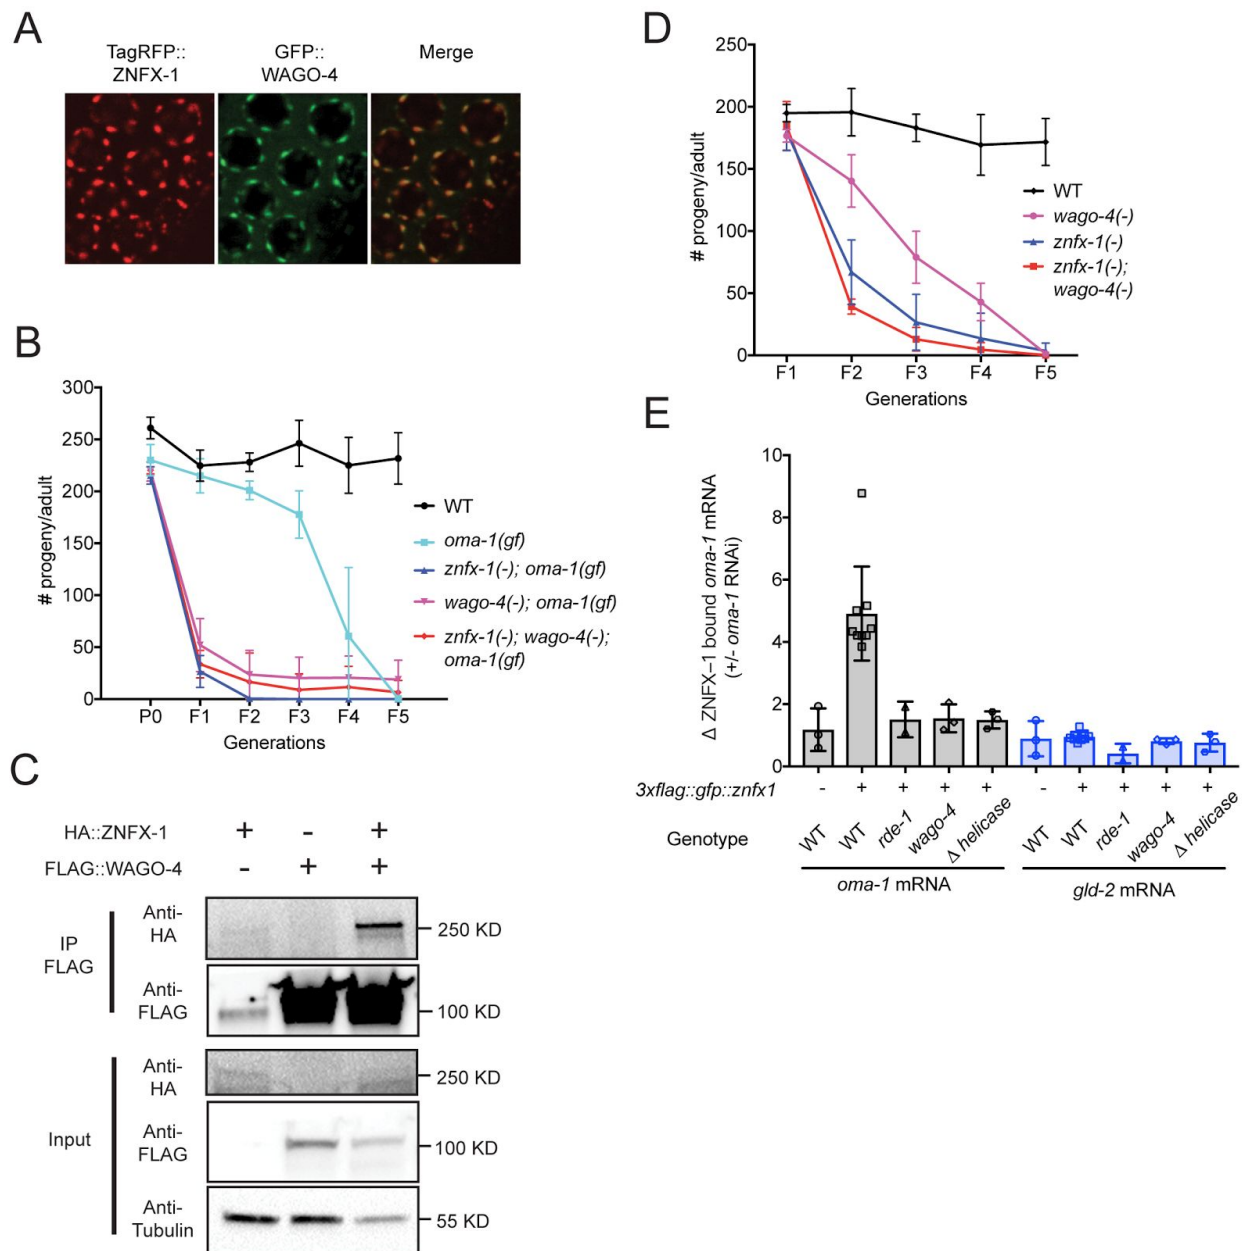 A
TagRFP::
ZNFX-1
GFP::
WAGO-4
Merge
B
# progeny/adult
300
250
200
150
100
50
0
P0 F1 F2 F3 F4 F5
Generations
WT
oma-1(gf)
znfx-1(-); oma-1(gf)
wago-4(-); oma-1(gf)
znfx-1(-); wago-4(-);
oma-1(gf)
C
HA::ZNFX-1 + - +
FLAG::WAGO-4 - + +
IP
FLAG
Anti-
HA
250 KD
Anti-
FLAG
100 KD
Input
Anti-
HA
250 KD
Anti-
FLAG
100 KD
Anti-
Tubulin
55 KD
D
# progeny/adult
250
200
150
100
50
0
F1 F2 F3 F4 F5
Generations
WT
wago-4(-)
znfx-1(-)
znfx-1(-);
wago-4(-)
E
Δ ZNFX–1 bound oma-1 mRNA
(+/- oma-1 RNAi)
10
8
6
4
2
0
3xflag::gfp::znfx1 - + + + + - + + + +
Genotype WT WT rde-1 wago-4 Δ helicase WT WT rde-1 wago-4 Δ helicase
oma-1 mRNA gld-2 mRNA